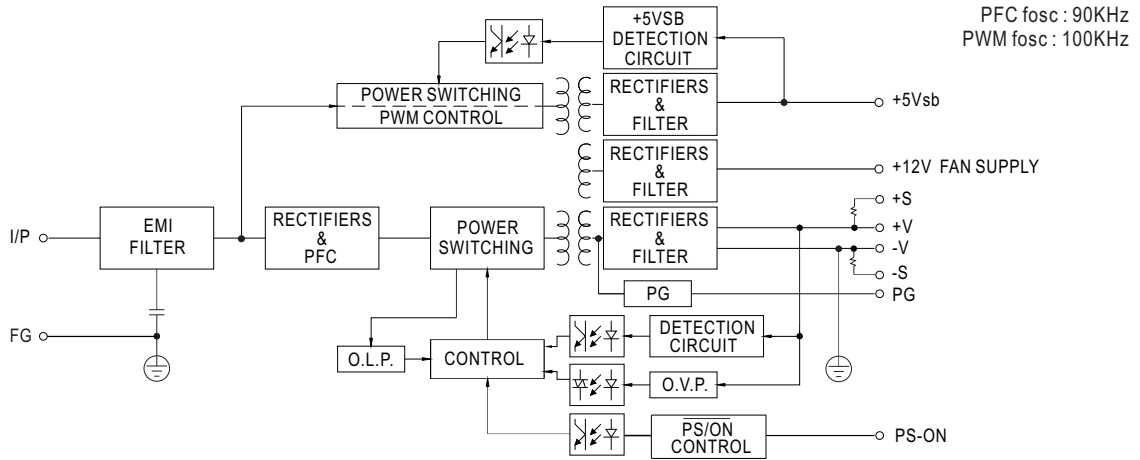 PFC fosc : 90KHz
PWM fosc : 100KHz
+5VSB
DETECTION
CIRCUIT
POWER SWITCHING
PWM CONTROL
RECTIFIERS
&
FILTER
+5Vsb
RECTIFIERS
&
FILTER
+12V FAN SUPPLY
I/P
EMI
FILTER
RECTIFIERS
&
PFC
POWER
SWITCHING
RECTIFIERS
&
FILTER
+S
+V
-V
-S
PG
PG
FG
O.L.P.
CONTROL
DETECTION
CIRCUIT
O.V.P.
PS/ON
CONTROL
PS-ON